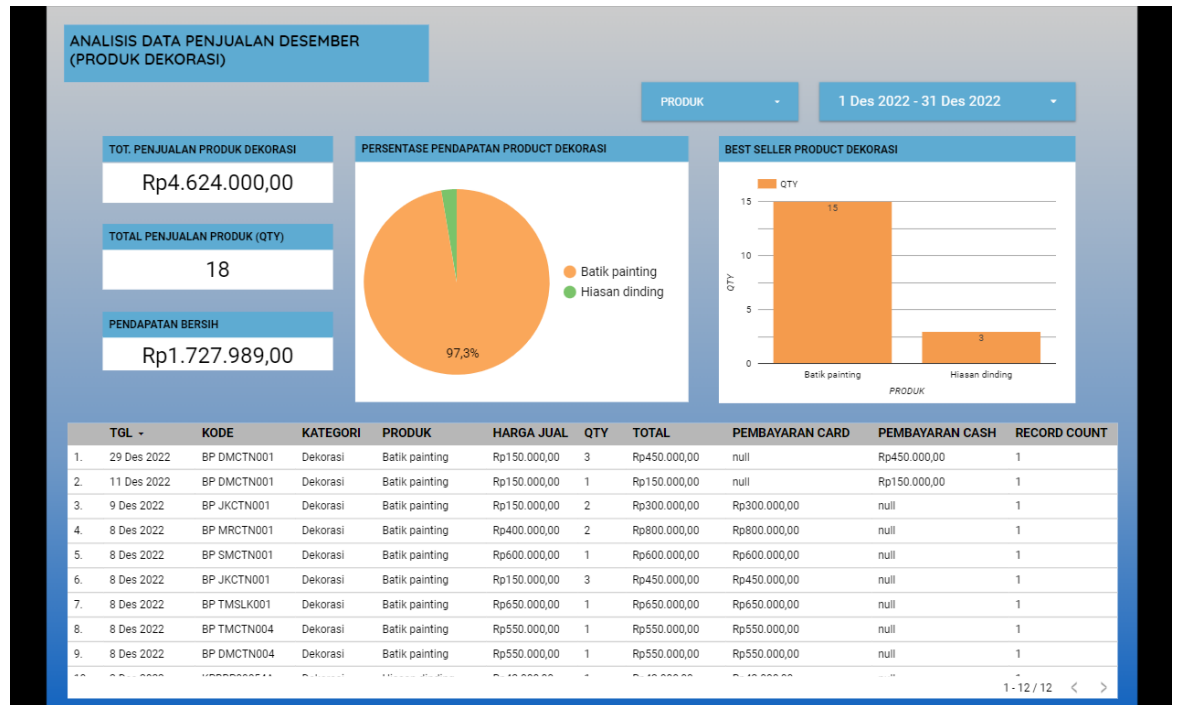 ANALISIS DATA PENJUALAN DESEMBER
(PRODUK DEKORASI)
PRODUK
1 Des 2022 - 31 Des 2022
TOT. PENJUALAN PRODUK DEKORASI
Rp4.624.000,00
TOTAL PENJUALAN PRODUK (QTY)
18
PENDAPATAN BERSIH
Rp1.727.989,00
PERSENTASE PENDAPATAN PRODUCT DEKORASI
97,3%
Batik painting
Hiasan dinding
BEST SELLER PRODUCT DEKORASI
QTY
15
10
5
0
QTY
15
3
Batik painting Hiasan dinding
PRODUK
TGL KODE KATEGORI PRODUK HARGA JUAL QTY TOTAL PEMBAYARAN CARD PEMBAYARAN CASH RECORD COUNT
1. 29 Des 2022 BP DMCTN001 Dekorasi Batik painting Rp150.000,00 3 Rp450.000,00 null Rp450.000,00 1
2. 11 Des 2022 BP DMCTN001 Dekorasi Batik painting Rp150.000,00 1 Rp150.000,00 null Rp150.000,00 1
3. 9 Des 2022 BP JKCTN001 Dekorasi Batik painting Rp150.000,00 2 Rp300.000,00 Rp300.000,00 null 1
4. 8 Des 2022 BP MRCTN001 Dekorasi Batik painting Rp400.000,00 2 Rp800.000,00 Rp800.000,00 null 1
5. 8 Des 2022 BP SMCTN001 Dekorasi Batik painting Rp600.000,00 1 Rp600.000,00 Rp600.000,00 null 1
6. 8 Des 2022 BP JKCTN001 Dekorasi Batik painting Rp150.000,00 3 Rp450.000,00 Rp450.000,00 null 1
7. 8 Des 2022 BP TMSLK001 Dekorasi Batik painting Rp650.000,00 1 Rp650.000,00 Rp650.000,00 null 1
8. 8 Des 2022 BP TMCTN004 Dekorasi Batik painting Rp550.000,00 1 Rp550.000,00 Rp550.000,00 null 1
9. 8 Des 2022 BP DMCTN004 Dekorasi Batik painting Rp550.000,00 1 Rp550.000,00 Rp550.000,00 null 1
1 - 12 / 12